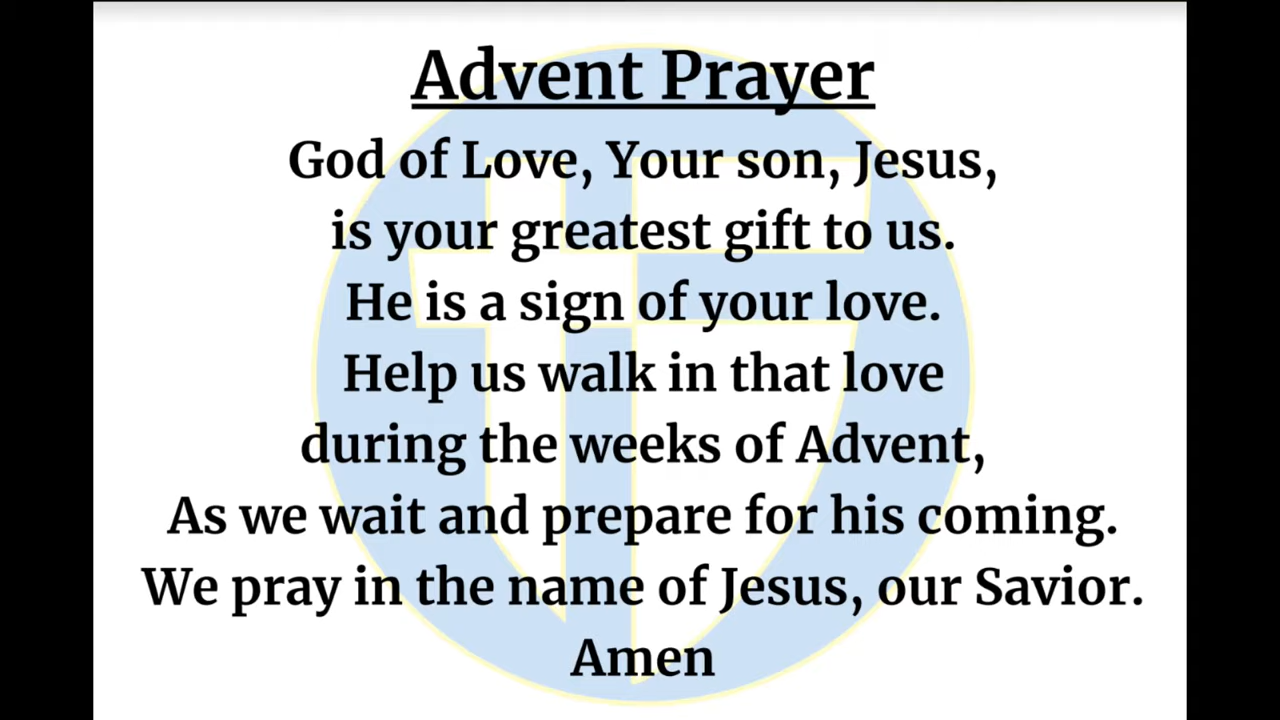 Advent Prayer
God of Love, Your son, Jesus,
is your greatest gift to us.
He is a sign of your love.
Help us walk in that love
during the weeks of Advent,
As we wait and prepare for his coming.
We pray in the name of Jesus, our Savior.
Amen